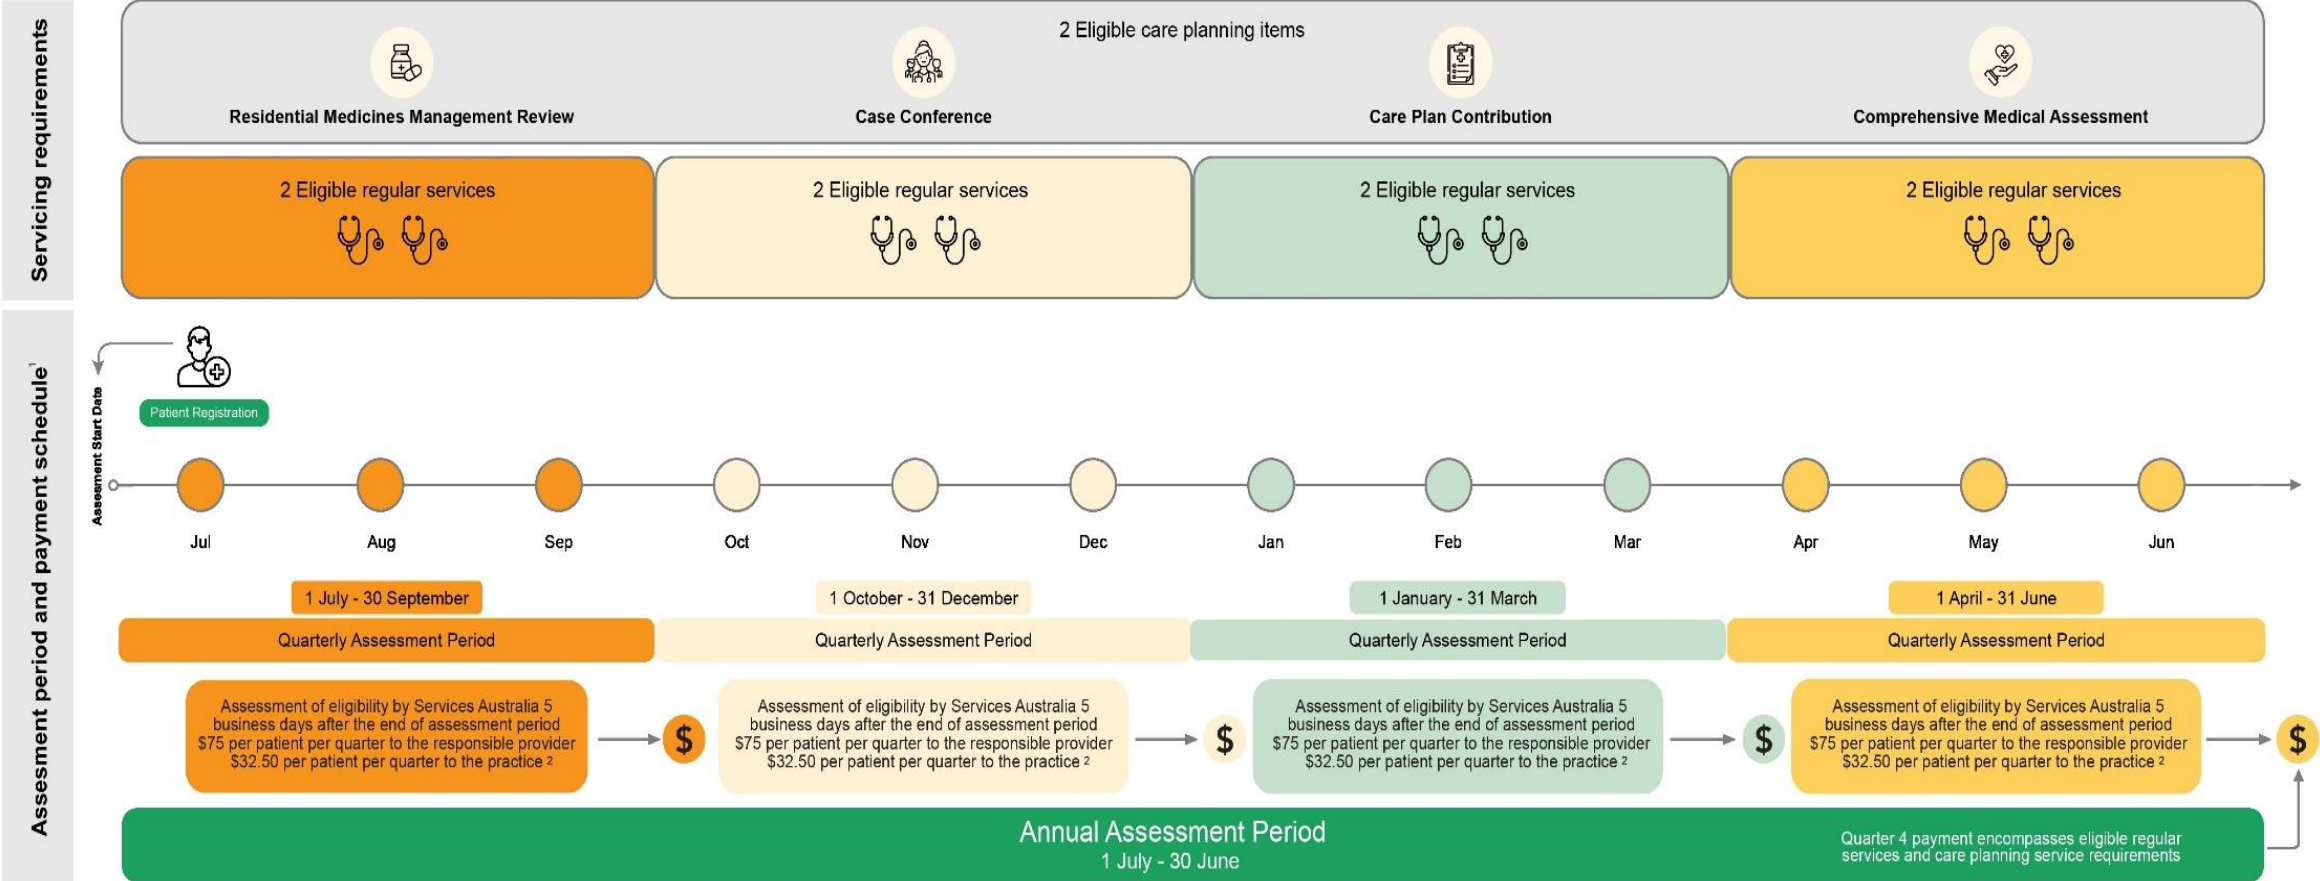 Servicing requirements
2 Eligible care planning items
Residential Medicines Management Review
Case Conference
Care Plan Contribution
Comprehensive Medical Assessment
2 Eligible regular services
2 Eligible regular services
2 Eligible regular services
2 Eligible regular services
Assessment period and payment schedule¹
Assessment Start Date
Patient Registration
Jul
Aug
Sep
Oct
Nov
Dec
Jan
Feb
Mar
Apr
May
Jun
1 July - 30 September
1 October - 31 December
1 January - 31 March
1 April - 31 June
Quarterly Assessment Period
Quarterly Assessment Period
Quarterly Assessment Period
Quarterly Assessment Period
Assessment of eligibility by Services Australia 5
business days after the end of assessment period
$75 per patient per quarter to the responsible provider
$32.50 per patient per quarter to the practice ²
$
Assessment of eligibility by Services Australia 5
business days after the end of assessment period
$75 per patient per quarter to the responsible provider
$32.50 per patient per quarter to the practice ²
$
Assessment of eligibility by Services Australia 5
business days after the end of assessment period
$75 per patient per quarter to the responsible provider
$32.50 per patient per quarter to the practice ²
$
Assessment of eligibility by Services Australia 5
business days after the end of assessment period
$75 per patient per quarter to the responsible provider
$32.50 per patient per quarter to the practice ²
$
Annual Assessment Period
1 July - 30 June
Quarter 4 payment encompasses eligible regular
services and care planning service requirements